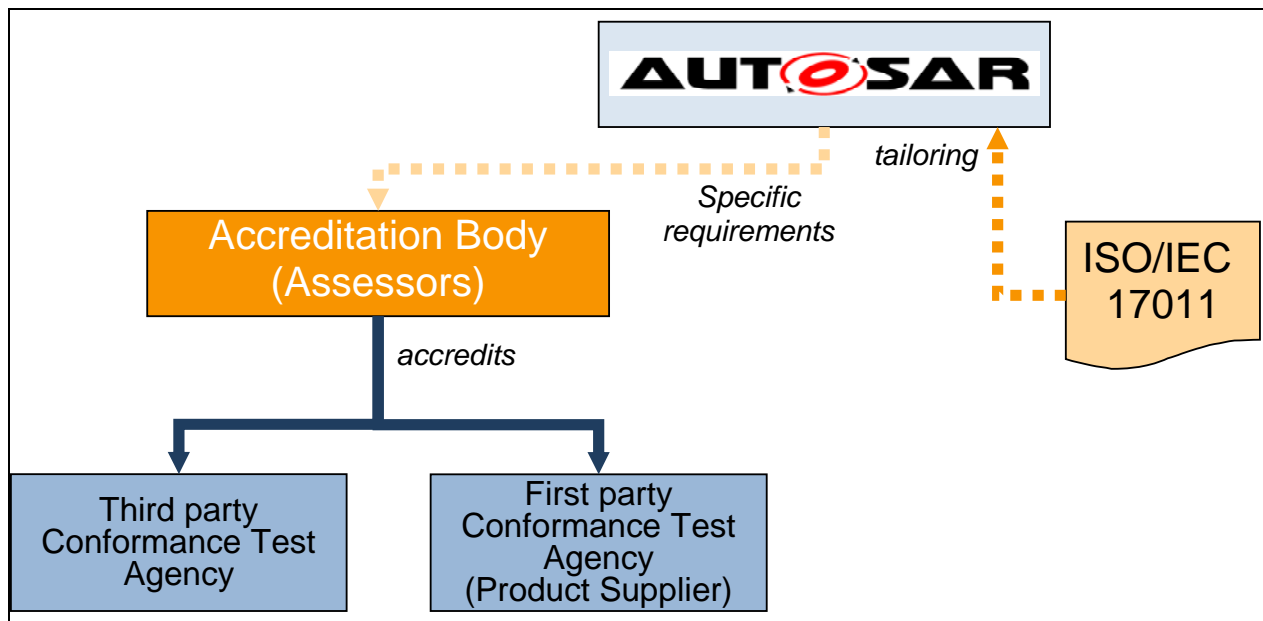 AUTOSAR
tailoring
Specific
requirements
Accreditation Body
(Assessors)
ISO/IEC
17011
accredits
Third party
Conformance Test
Agency
First party
Conformance Test
Agency
(Product Supplier)